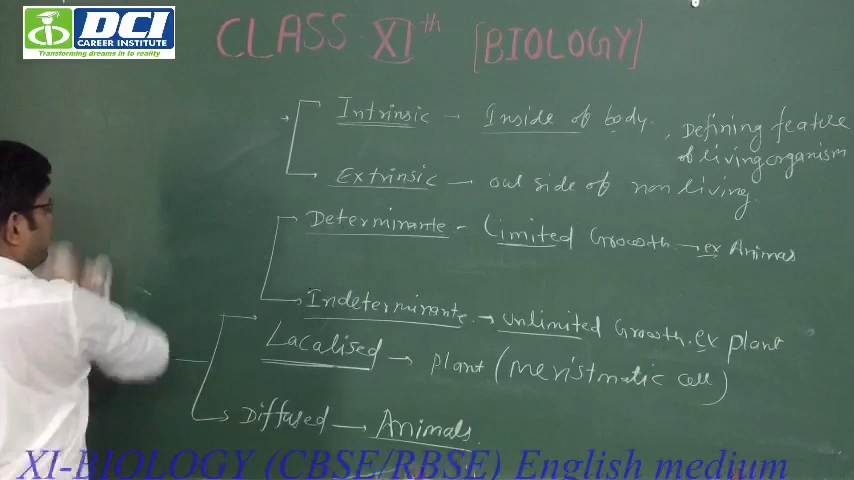 DCI
CAREER INSTITUTE
Transforming dreams in to reality
CLASS XIth [BIOLOGY]
Intrinsic → Inside of body. , Defining feature
of living organism
Extrinsic — out side of non living.
Determinante - Limited Growoth → ex Animas
Indeterminante → unlimited Growth. ex plant
Lacalised → plant (meristmatic cell)
Diffused → Animals.
XI-BIOLOGY (CBSE/RBSE) English medium